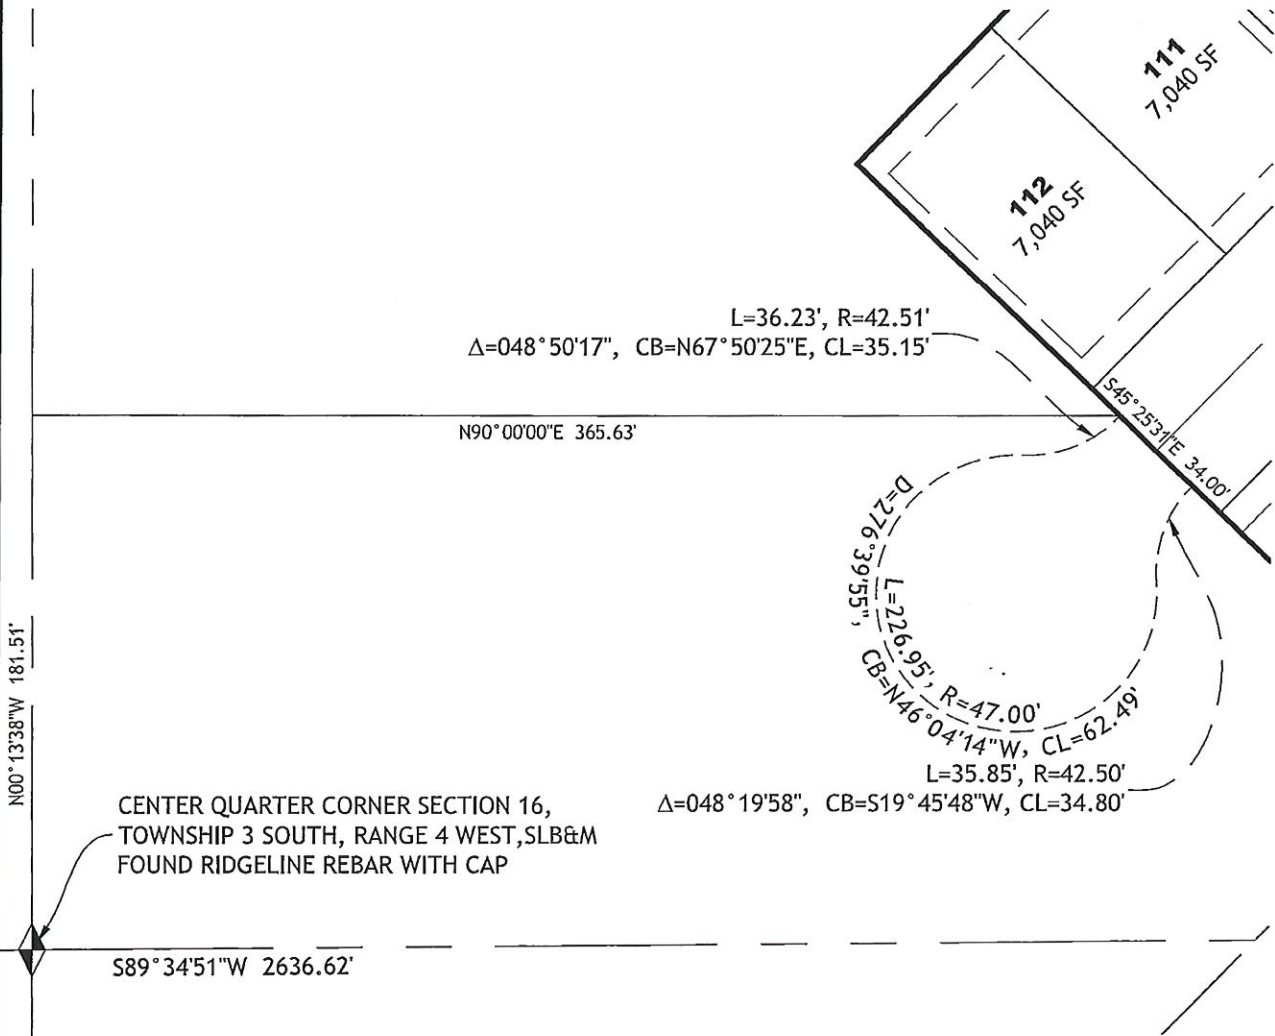 111
7,040 SF
112
7,040 SF
L=36.23', R=42.51'
Δ=048°50'17", CB=N67°50'25"E, CL=35.15'
S45°25'31"E 34.00'
N90°00'00"E 365.63'
D=276°39'55", CB=N46°04'14"W, CL=62.49'
L=226.95', R=47.00'
N00°13'38"W 181.51'
L=35.85', R=42.50'
Δ=048°19'58", CB=S19°45'48"W, CL=34.80'
CENTER QUARTER CORNER SECTION 16,
TOWNSHIP 3 SOUTH, RANGE 4 WEST,SLB&M
FOUND RIDGELINE REBAR WITH CAP
S89°34'51"W 2636.62'